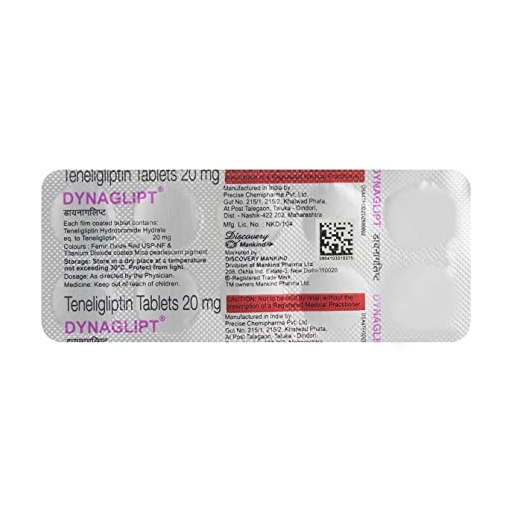 Teneligliptin Tablets 20 mg
DYNAGLIPT®
डायनाग्लिप्ट
Each film coated tablet contains:
Teneligliptin Hydrobromide Hydrate
eq. to Teneligliptin 20 mg
Colours : Ferric Oxide Red USP-NF &
Titanium Dioxide coated Mica pearlescent pigment
Storage: Store in a dry place at a temperature
not exceeding 30°C. Protect from light.
Dosage: As directed by the Physician.
Medicine: Keep out of reach of children.
Teneligliptin Tablets 20 mg
DYNAGLIPT®
डायनाग्लिप्ट
prescription of a Registered Medical Practitioner
Manufactured in India by:
Precise Chemipharma Pvt. Ltd.
Gut No. 215/1, 215/2, Khatwad Phata,
At Post Talegaon, Taluka - Dindori,
Dist. - Nashik-422 202, Maharashtra
Mfg. Lic. No.: NKD/104
Discovery
Mankind
Marketed by:
DISCOVERY MANKIND
Division of Mankind Pharma Ltd.
208, Okhla Ind. Estate-3, New Delhi-110020
®-Registered Trade Mark
TM owners Mankind Pharma Ltd.
CAUTION: Not to be sold by retail without the
prescription of a Registered Medical Practitioner
Manufactured in India by:
Precise Chemipharma Pvt. Ltd.
Gut No. 215/1, 215/2, Khatwad Phata,
At Post Talegaon, Taluka - Dindori,
DYNAGLIPT® डायनाग्लिप्ट
DYNAGL